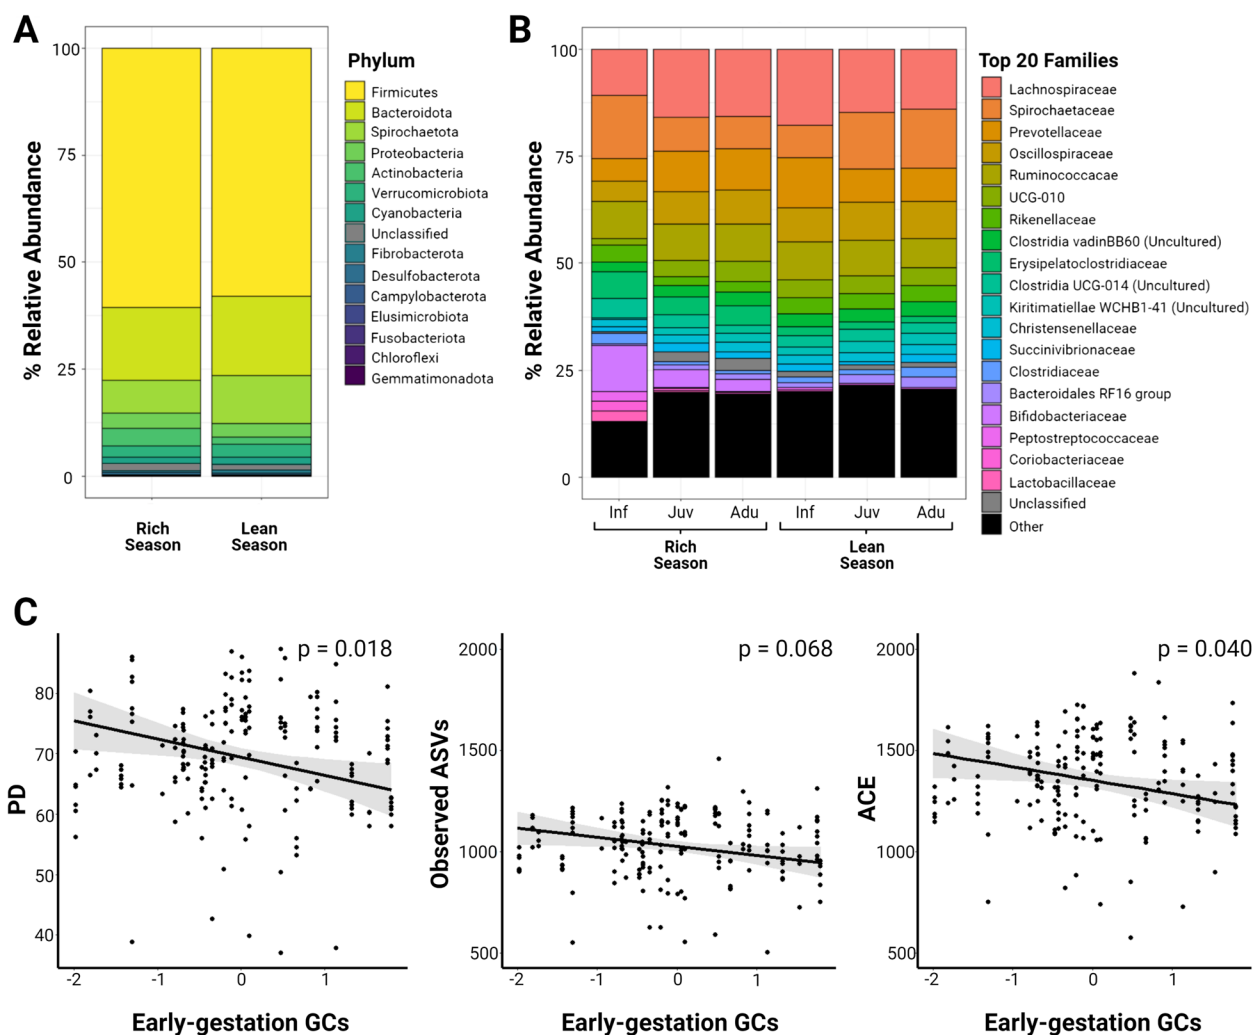 A
% Relative Abundance
100
75
50
25
0
Rich
Season
Lean
Season
Phylum
Firmicutes
Bacteroidota
Spirochaetota
Proteobacteria
Actinobacteria
Verrucomicrobiota
Cyanobacteria
Unclassified
Fibrobacterota
Desulfobacterota
Campylobacterota
Elusimicrobiota
Fusobacteriota
Chloroflexi
Gemmatimonadota
B
% Relative Abundance
100
75
50
25
0
Inf Juv Adu Inf Juv Adu
Rich
Season
Lean
Season
Top 20 Families
Lachnospiraceae
Spirochaetaceae
Prevotellaceae
Oscillospiraceae
Ruminococcaceae
UCG-010
Rikenellaceae
Clostridia vadinBB60 (Uncultured)
Erysipelatoclostridiaceae
Clostridia UCG-014 (Uncultured)
Kiritimatiellae WCHB1-41 (Uncultured)
Christensenellaceae
Succinivibrionaceae
Clostridiaceae
Bacteroidales RF16 group
Bifidobacteriaceae
Peptostreptococcaceae
Coriobacteriaceae
Lactobacillaceae
Unclassified
Other
C
p = 0.018
PD
80
70
60
50
40
-2 -1 0 1
Early-gestation GCs
p = 0.068
Observed ASVs
2000
1500
1000
500
-2 -1 0 1
Early-gestation GCs
p = 0.040
ACE
2000
1500
1000
500
-2 -1 0 1
Early-gestation GCs